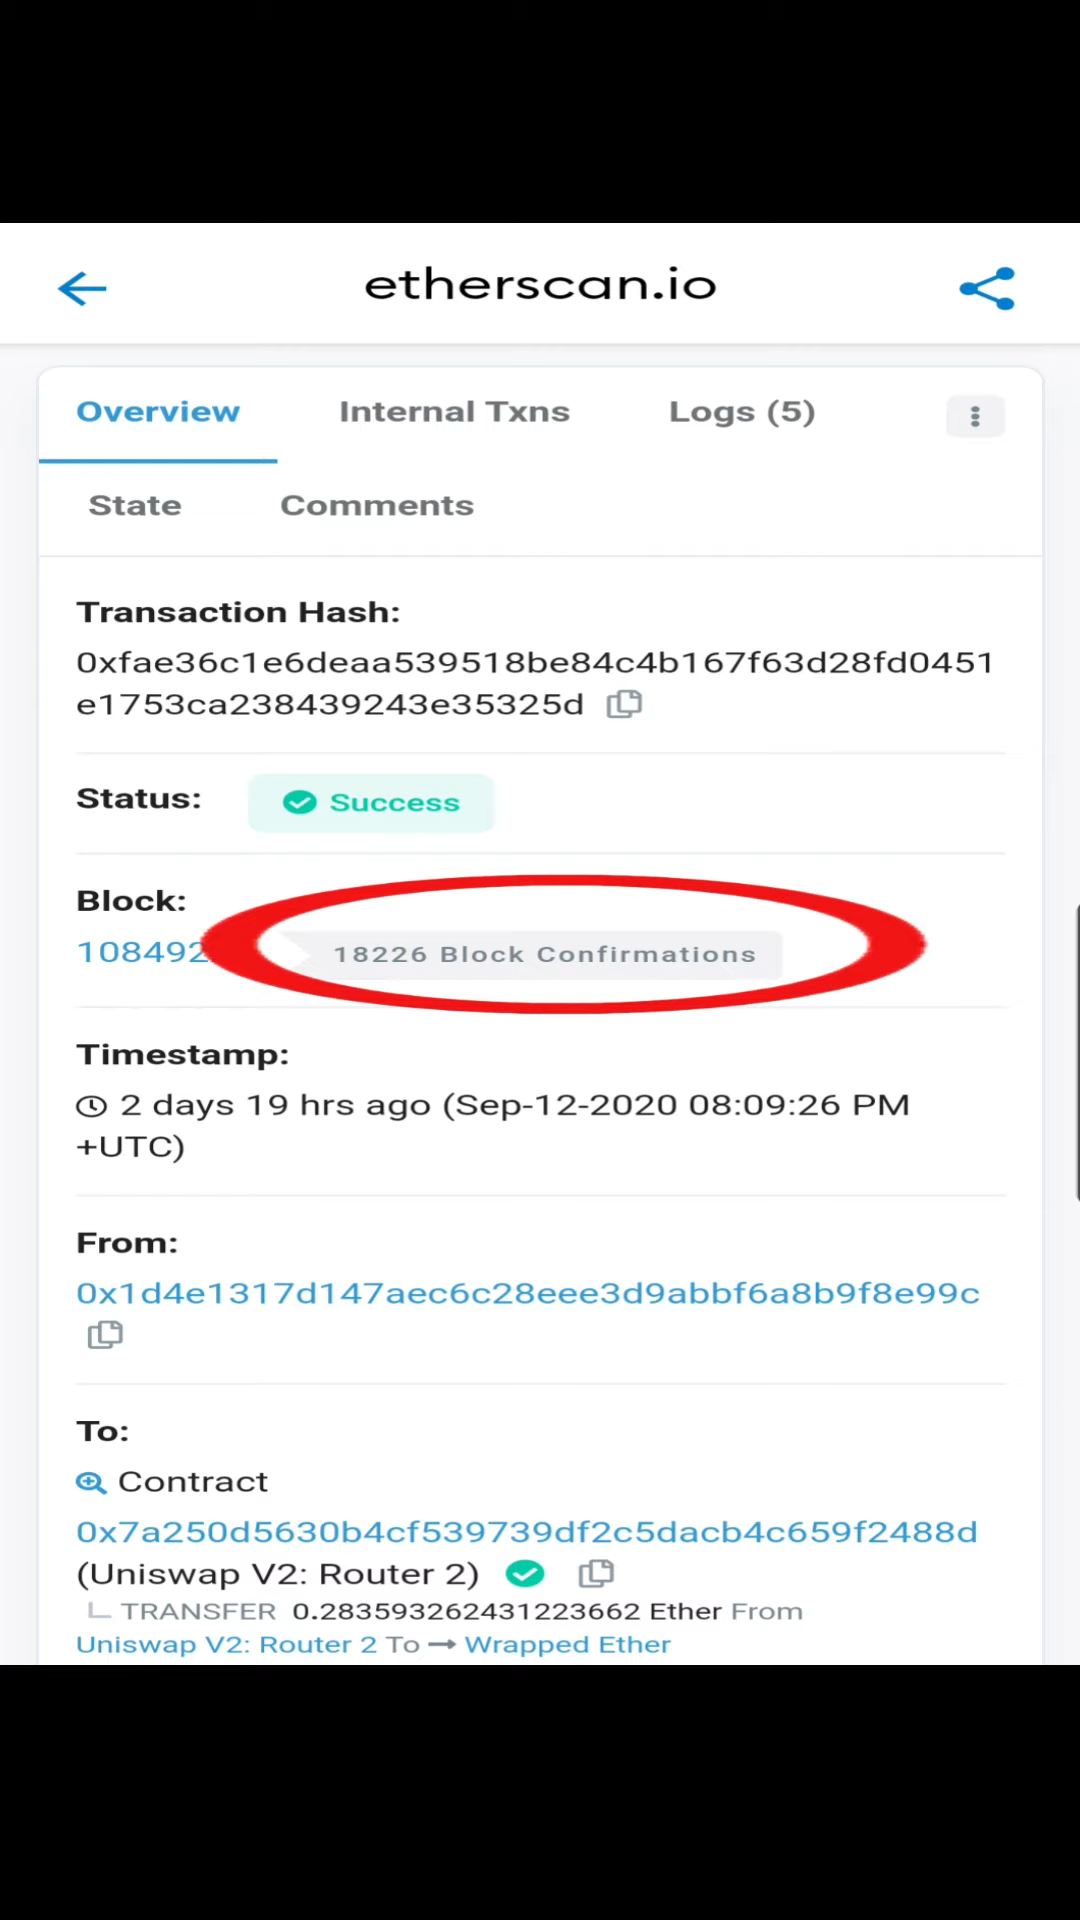 etherscan.io
Overview Internal Txns Logs (5)
State Comments
Transaction Hash:
0xfae36c1e6deaa539518be84c4b167f63d28fd0451
e1753ca238439243e35325d
Status: Success
Block:
108492 18226 Block Confirmations
Timestamp:
2 days 19 hrs ago (Sep-12-2020 08:09:26 PM
+UTC)
From:
0x1d4e1317d147aec6c28eee3d9abbf6a8b9f8e99c
To:
Contract
0x7a250d5630b4cf539739df2c5dacb4c659f2488d
(Uniswap V2: Router 2)
TRANSFER 0.283593262431223662 Ether From
Uniswap V2: Router 2 To → Wrapped Ether